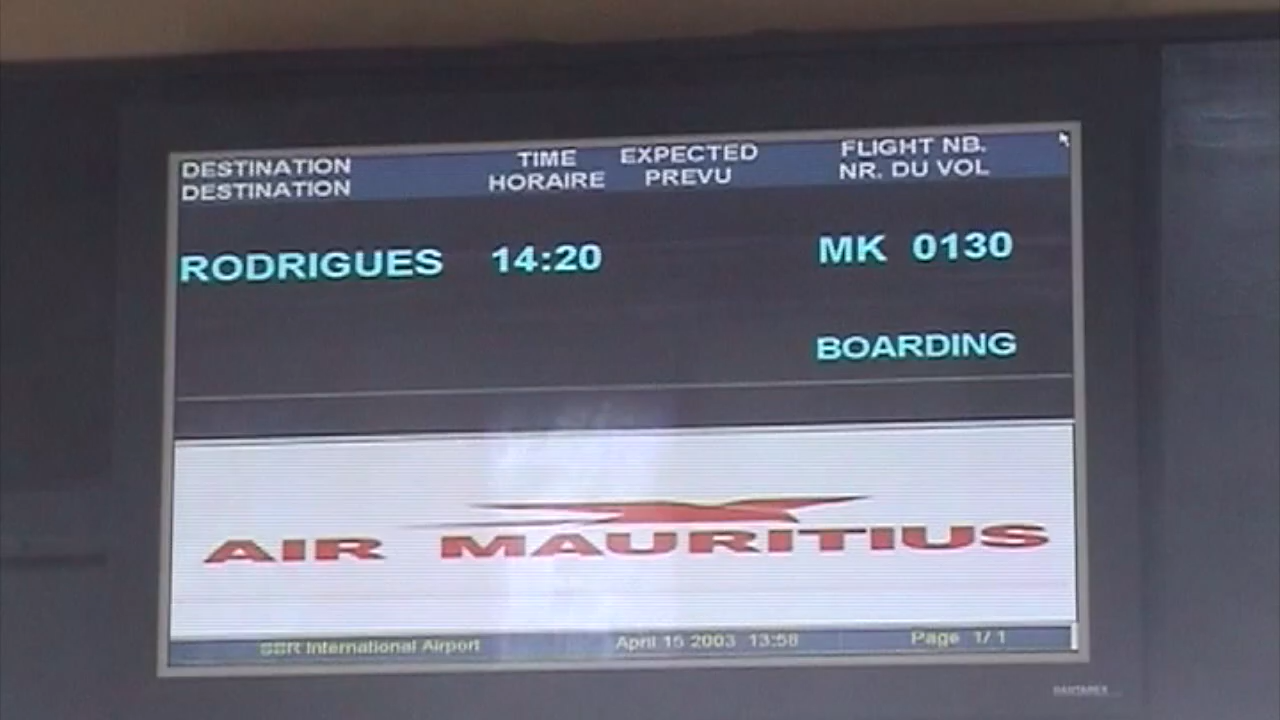 DESTINATION TIME EXPECTED FLIGHT NB.
DESTINATION HORAIRE PREVU NR. DU VOL
RODRIGUES 14:20 MK 0130
BOARDING
AIR MAURITIUS
SSR International Airport April 15 2003 13:58 Page 1/1